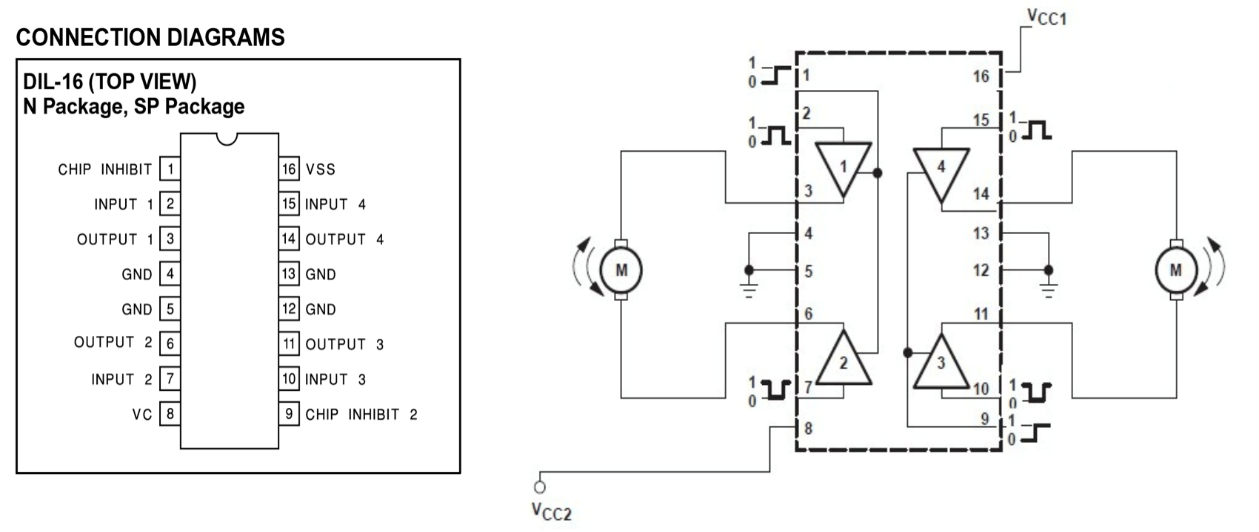 CONNECTION DIAGRAMS
DIL-16 (TOP VIEW)
N Package, SP Package
CHIP INHIBIT 1
16 VSS
INPUT 1 2
15 INPUT 4
OUTPUT 1 3
14 OUTPUT 4
GND 4
13 GND
GND 5
12 GND
OUTPUT 2 6
11 OUTPUT 3
INPUT 2 7
10 INPUT 3
VC 8
9 CHIP INHIBIT 2
VCC1
1
0
1
16
2
1
0
15
1
0
1
4
3
14
4
13
M
5
12
M
6
11
2
3
1
0
7
10
1
0
8
9
1
0
VCC2